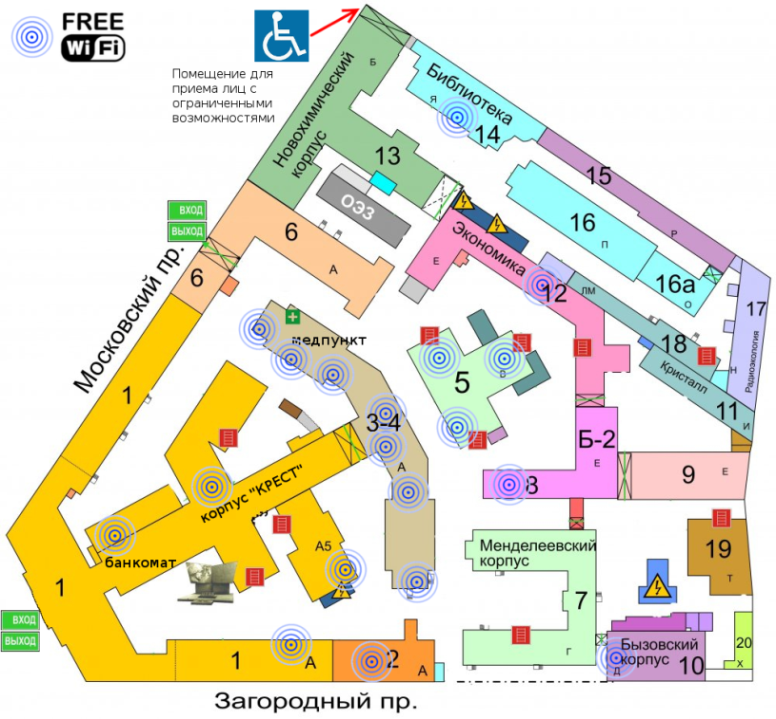 FREE
Wi Fi
Помещение для
приема лиц с
ограниченными
возможностями
Б
Новохимический
корпус
13
ОЭЗ
Библиотека
Я
14
15
Р
16
П
16а
О
17
Радиоэкология
Н
ВХОД
ВЫХОД
6
А
6
Московский пр.
Экономика
Е
12
ЛМ
18
Кристалл
11
И
медпункт
3-4
А
5
В
1
Б-2
Е
8
9
Е
корпус "КРЕСТ"
банкомат
А5
Менделеевский
корпус
7
Г
19
Т
1
ВХОД
ВЫХОД
1
А
2
А
Бызовский
корпус
10
Д
20
Х
Загородный пр.